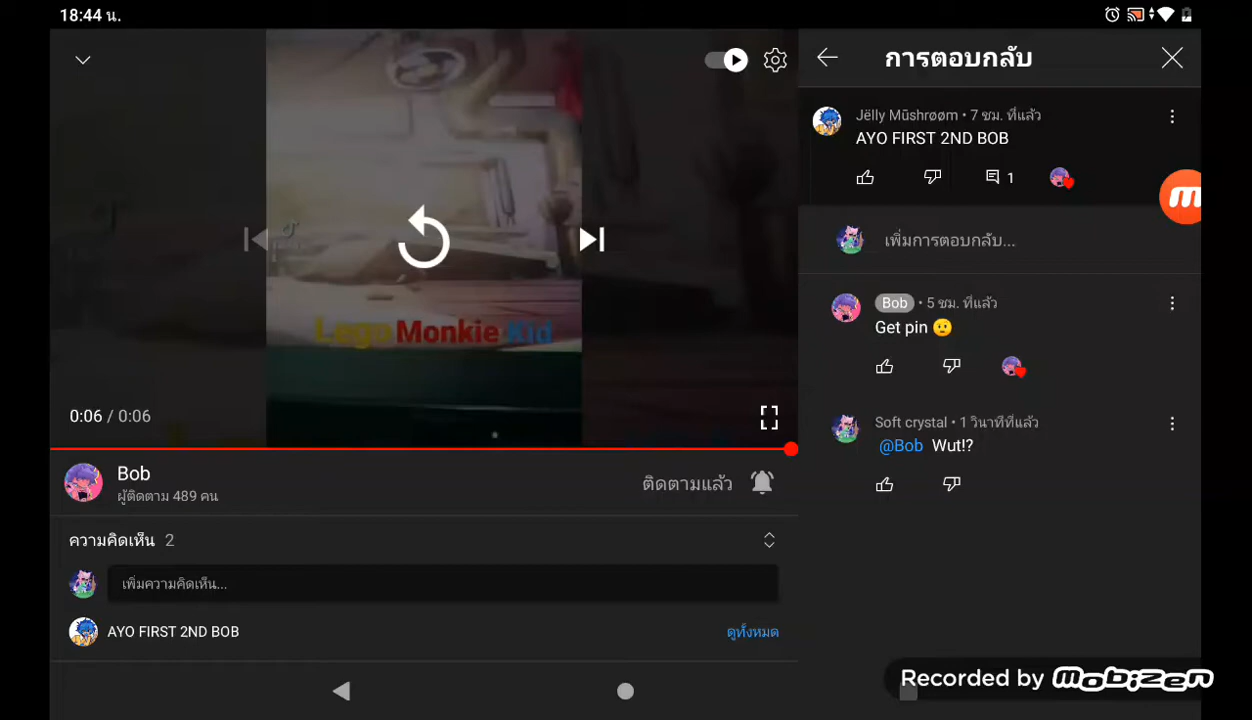 18:44 น.
Lego Monkie Kid
0:06 / 0:06
Bob
ผู้ติดตาม 489 คน
ติดตามแล้ว
ความคิดเห็น 2
เพิ่มความคิดเห็น...
AYO FIRST 2ND BOB
ดูทั้งหมด
การตอบกลับ
Jëlly Mūshrøøm • 7 ชม. ที่แล้ว
AYO FIRST 2ND BOB
1
เพิ่มการตอบกลับ...
Bob • 5 ชม. ที่แล้ว
Get pin 🤨
Soft crystal • 1 วินาทีที่แล้ว
@Bob Wut!?
Recorded by MOBIZEN